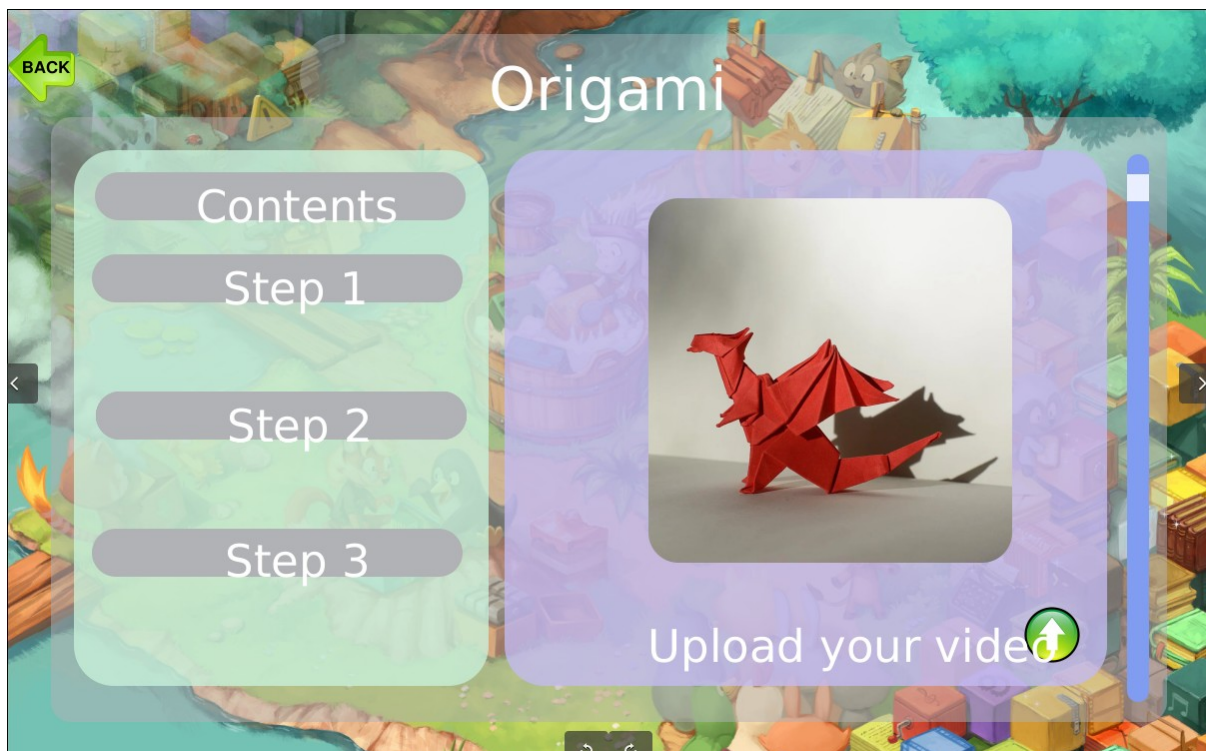 BACK
Origami
Contents
Step 1
Step 2
Step 3
Upload your video